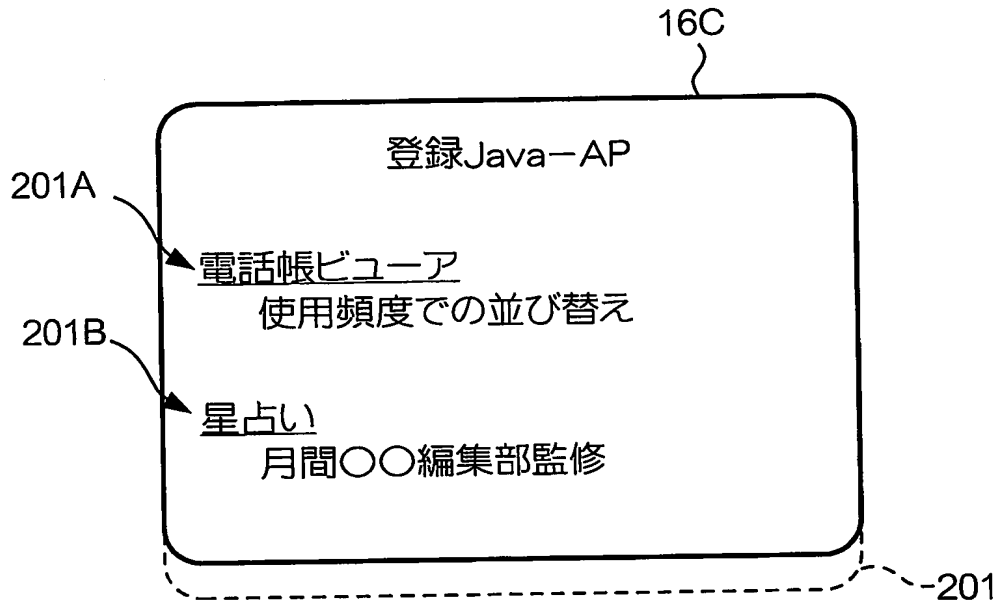 16C
登録Java−AP
201A
電話帳ビューア
使用頻度での並び替え
201B
星占い
月間○○編集部監修
201